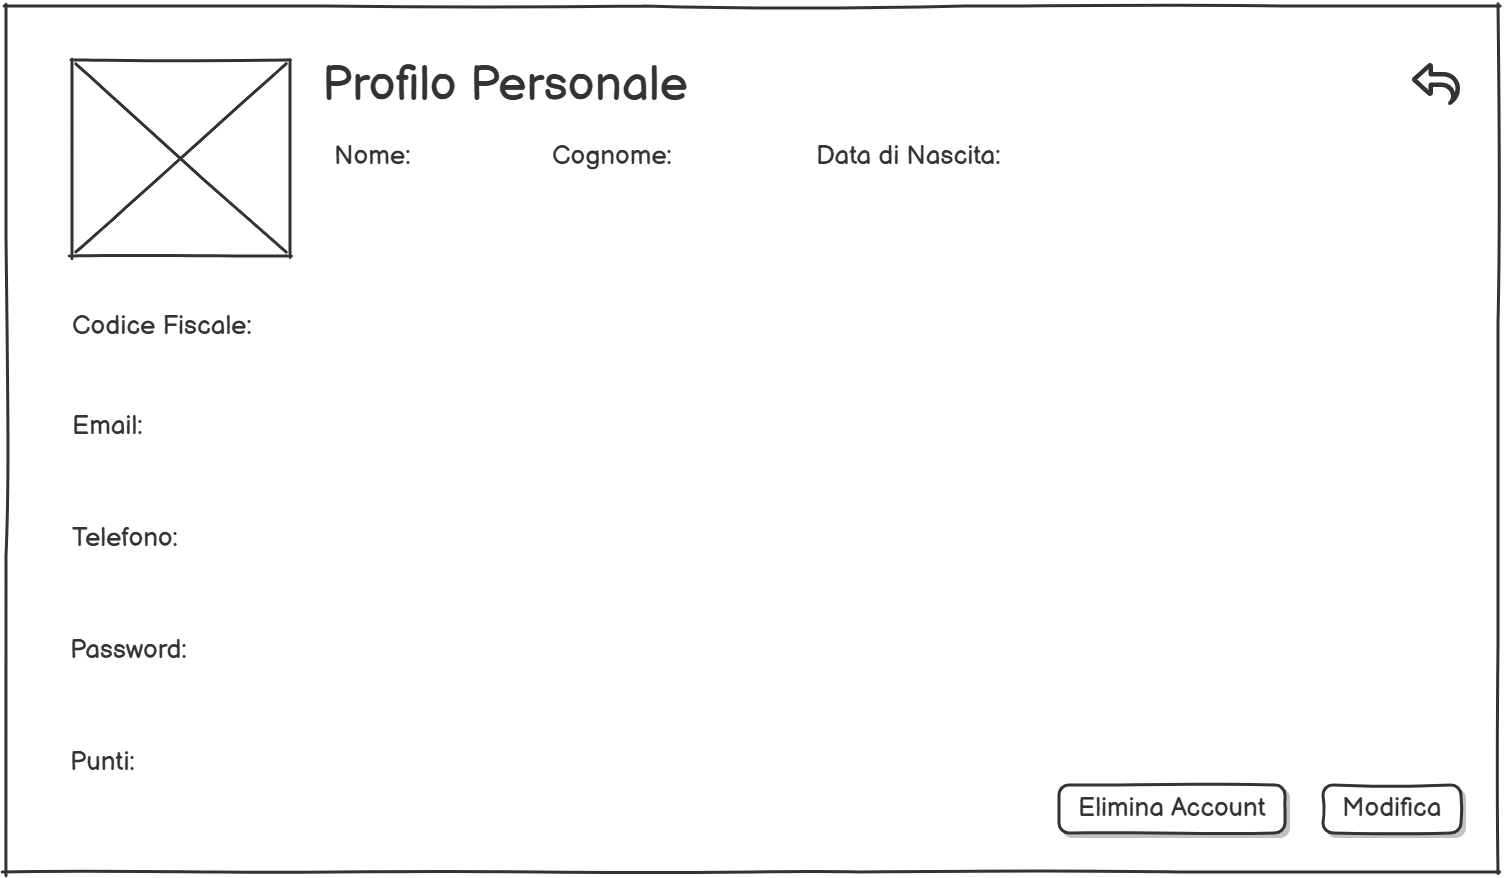 Profilo Personale
Nome: Cognome: Data di Nascita:
Codice Fiscale:
Email:
Telefono:
Password:
Punti:
Elimina Account Modifica